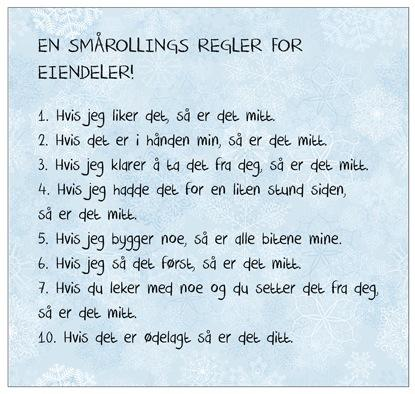 EN SMÅROLLINGS REGLER FOR
EIENDELER!
1. Hvis jeg liker det, så er det mitt.
2. Hvis det er i hånden min, så er det mitt.
3. Hvis jeg klarer å ta det fra deg, så er det mitt.
4. Hvis jeg hadde det for en liten stund siden,
så er det mitt.
5. Hvis jeg bygger noe, så er alle bitene mine.
6. Hvis jeg så det først, så er det mitt.
7. Hvis du leker med noe og du setter det fra deg,
så er det mitt.
10. Hvis det er ødelagt så er det ditt.